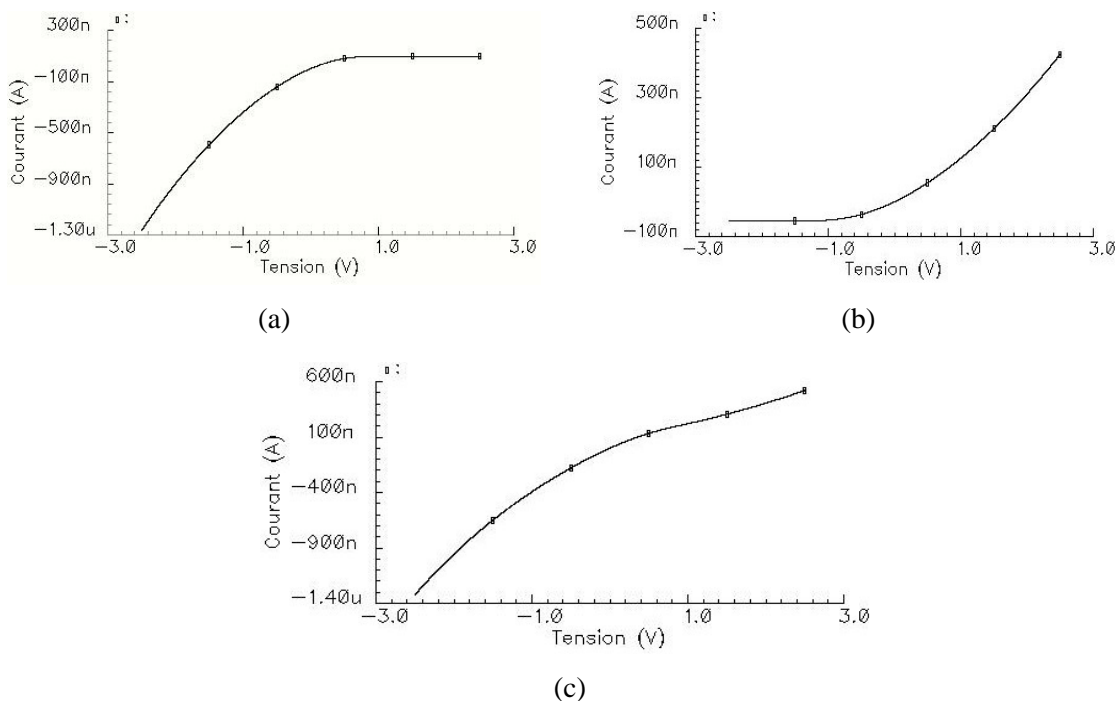 300n
-100n
-500n
-900n
-1.30u
Courant (A)
-3.0 -1.0 1.0 3.0
Tension (V)
(a)
500n
300n
100n
-100n
Courant (A)
-3.0 -1.0 1.0 3.0
Tension (V)
(b)
600n
100n
-400n
-900n
-1.40u
Courant (A)
-3.0 -1.0 1.0 3.0
Tension (V)
(c)